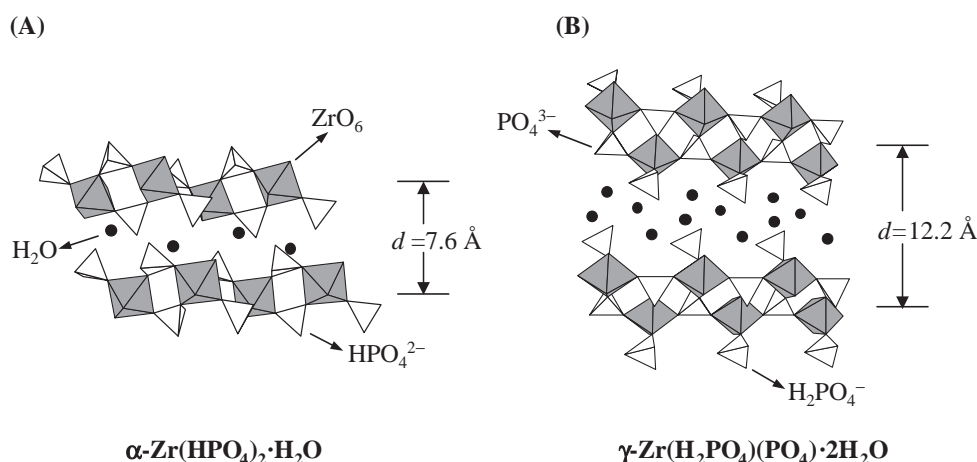 (A)
(B)
ZrO₆
PO₄³⁻
H₂O
d =7.6 Å
d=12.2 Å
HPO₄²⁻
H₂PO₄⁻
α-Zr(HPO₄)₂·H₂O
γ-Zr(H₂PO₄)(PO₄)·2H₂O